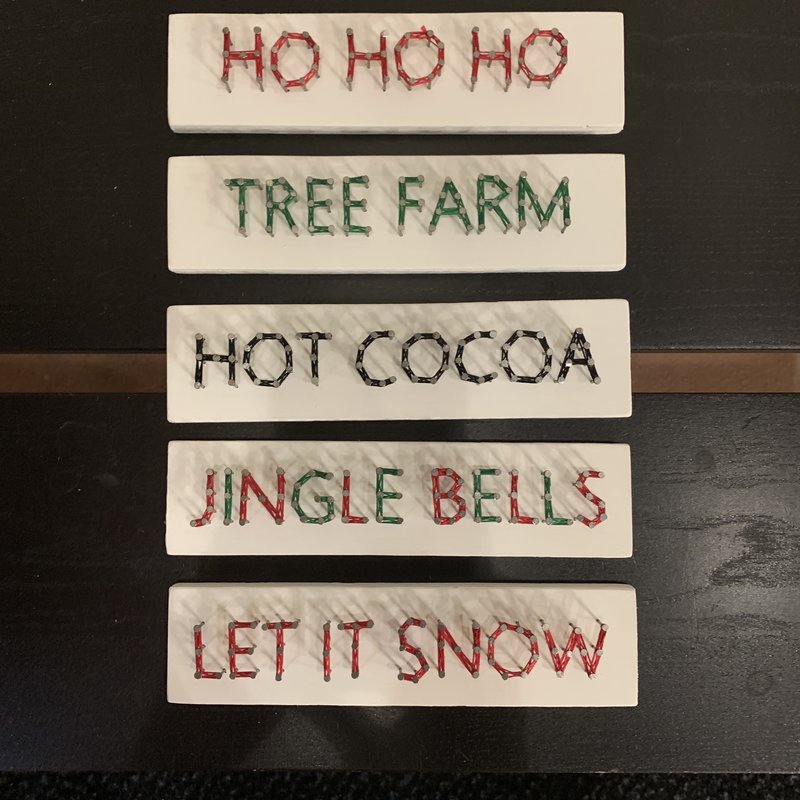 HO HO HO
TREE FARM
HOT COCOA
JINGLE BELLS
LET IT SNOW